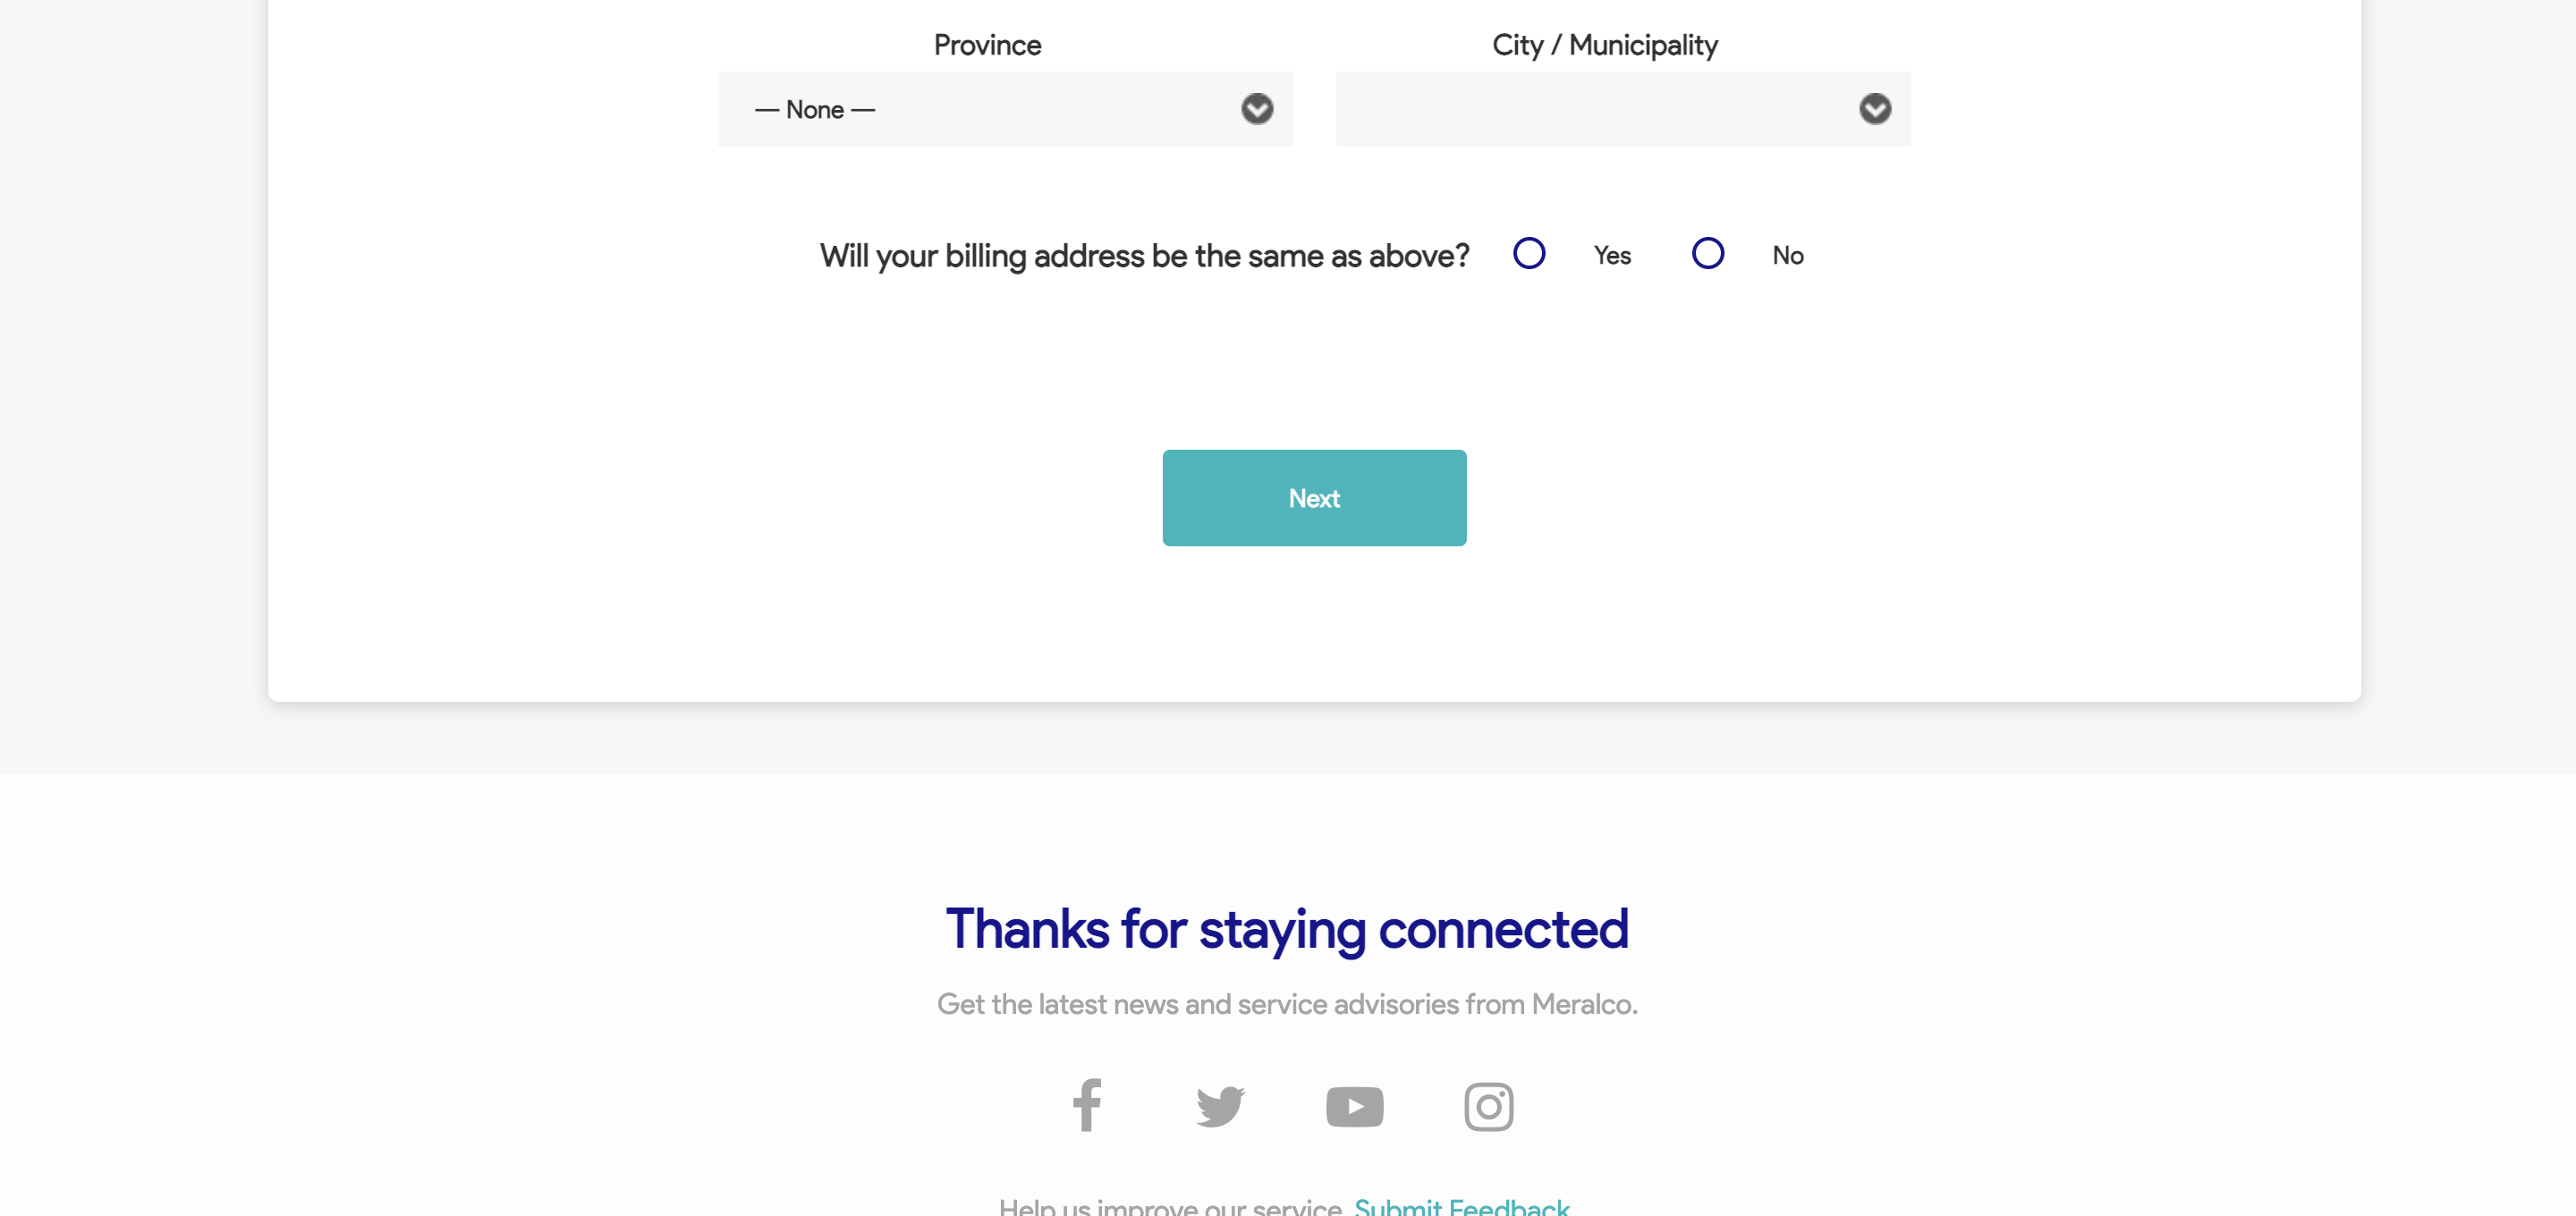 Province
City / Municipality
— None —
Will your billing address be the same as above?
Yes
No
Next
Thanks for staying connected
Get the latest news and service advisories from Meralco.
Help us improve our service. Submit Feedback